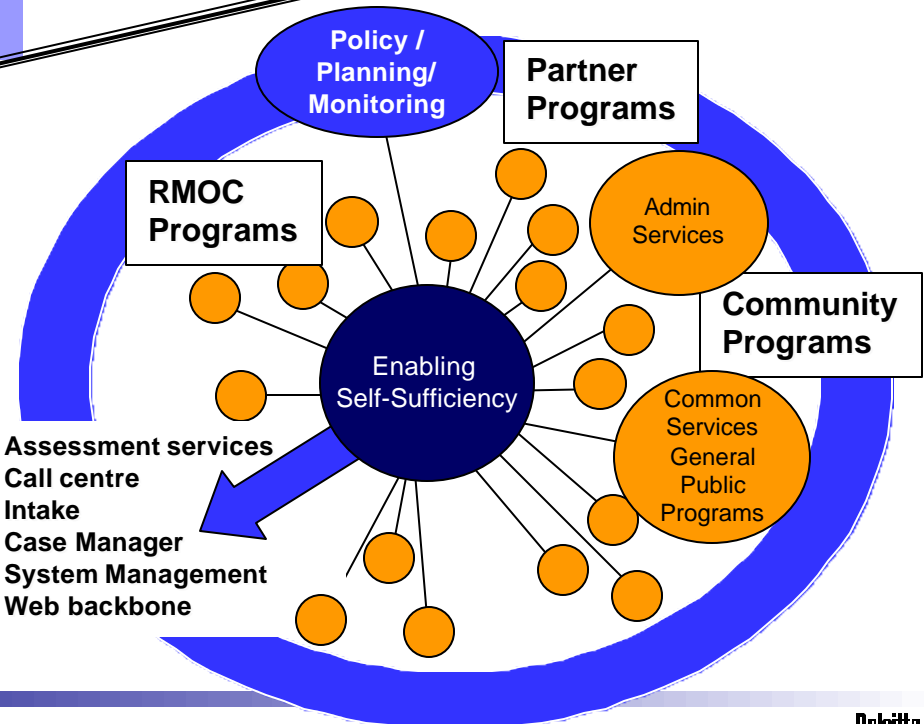 Policy /
Planning/
Monitoring
Partner
Programs
RMOC
Programs
Admin
Services
Community
Programs
Enabling
Self-Sufficiency
Common
Services
General
Public
Programs
Assessment services
Call centre
Intake
Case Manager
System Management
Web backbone